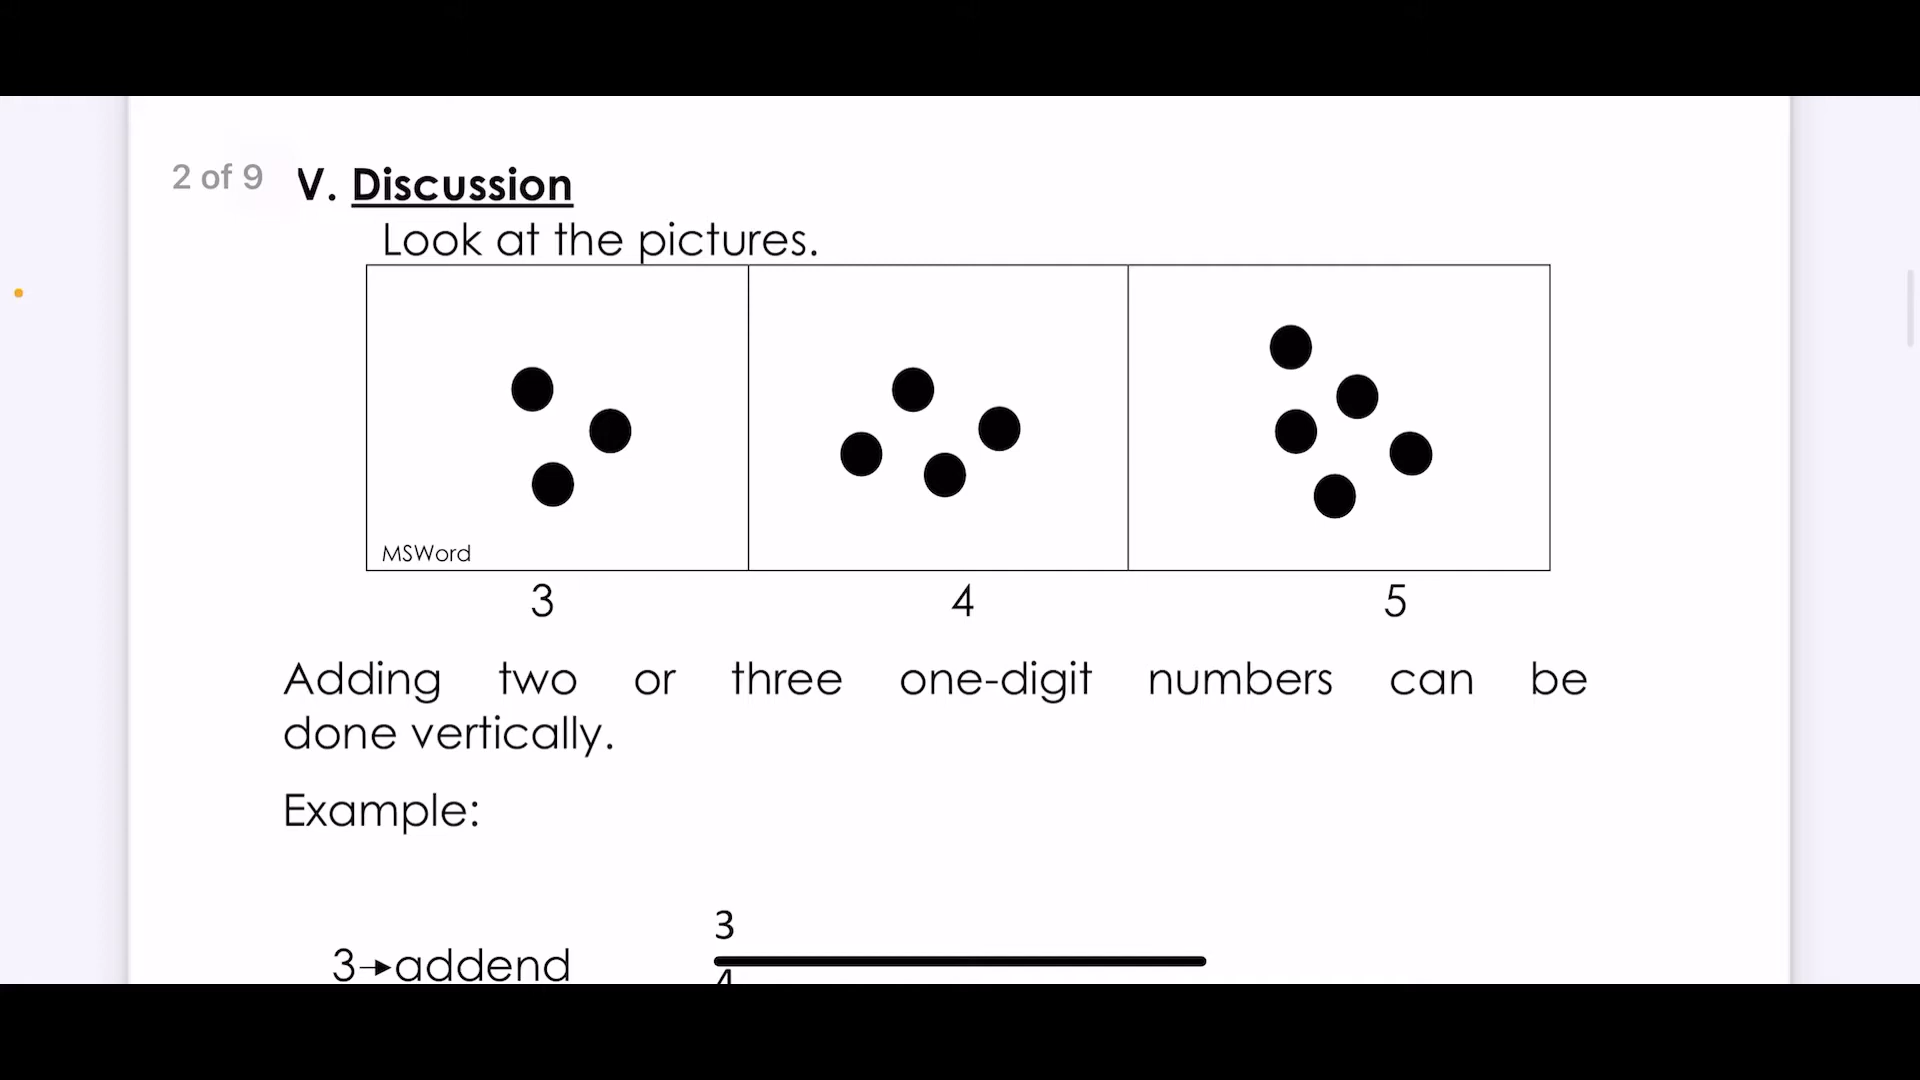 2 of 9
V. Discussion
Look at the pictures.
MSWord
3 4 5
Adding two or three one-digit numbers can be
done vertically.
Example:
3
3→addend
4